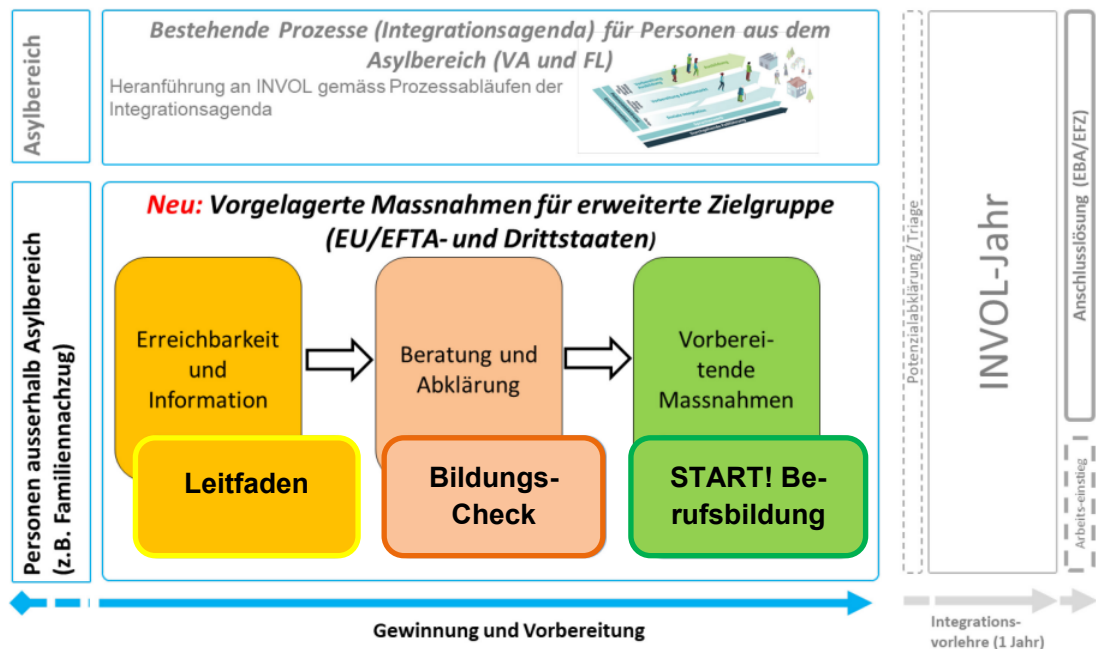 Asylbereich
Bestehende Prozesse (Integrationsagenda) für Personen aus dem
Asylbereich (VA und FL)
Heranführung an INVOL gemäss Prozessabläufen der
Integrationsagenda
Personen ausserhalb Asylbereich
(z.B. Familiennachzug)
Neu: Vorgelagerte Massnahmen für erweiterte Zielgruppe
(EU/EFTA- und Drittstaaten)
Erreichbarkeit
und
Information
Beratung und
Abklärung
Vorberei-
tende
Massnahmen
Leitfaden
Bildungs-
Check
START! Be-
rufsbildung
Gewinnung und Vorbereitung
Potenzialabklärung/Triage
INVOL-Jahr
Anschlusslösung (EBA/EFZ)
Arbeits-einstieg
Integrations-
vorlehre (1 Jahr)